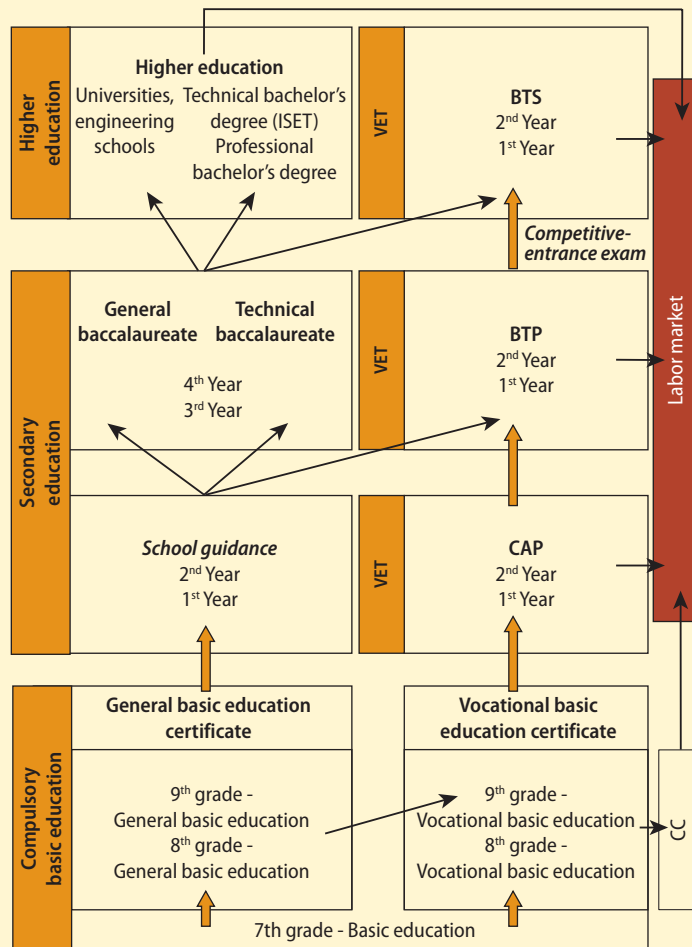 Higher
education
Higher education
Universities,
engineering
schools
Technical bachelor's
degree (ISET)
Professional
bachelor's degree
VET
BTS
2nd Year
1st Year
Competitive-
entrance exam
Labor market
Secondary
education
General
baccalaureate
Technical
baccalaureate
4th Year
3rd Year
VET
BTP
2nd Year
1st Year
School guidance
2nd Year
1st Year
VET
CAP
2nd Year
1st Year
Compulsory
basic education
General basic education
certificate
Vocational basic
education certificate
9th grade -
General basic education
8th grade -
General basic education
9th grade -
Vocational basic education
8th grade -
Vocational basic education
CC
7th grade - Basic education